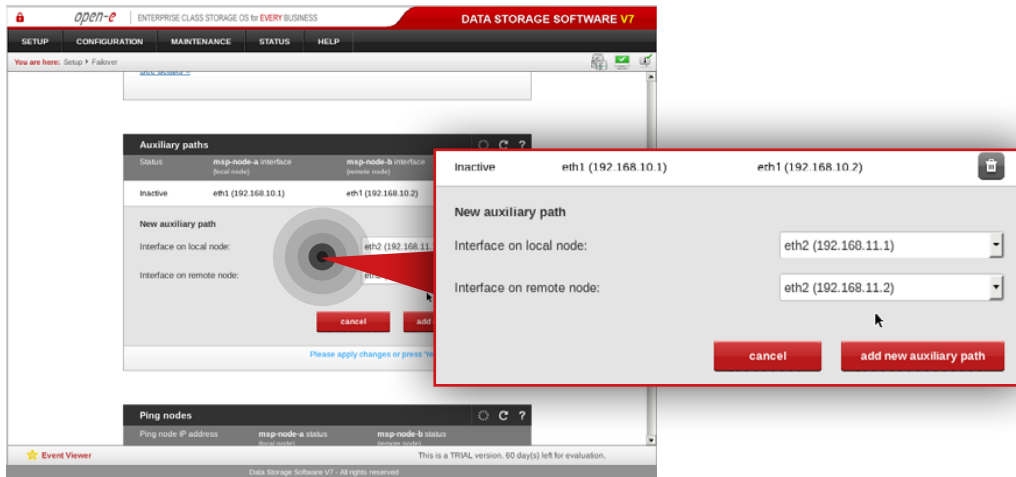 open-e ENTERPRISE CLASS STORAGE OS for EVERY BUSINESS DATA STORAGE SOFTWARE V7
SETUP CONFIGURATION MAINTENANCE STATUS HELP
You are here: Setup Failover
Auxiliary paths
Status msp-node-a interface msp-node-b interface
(local node) (remote node)
Inactive eth1 (192.168.10.1) eth1 (192.168.10.2)
New auxiliary path
Interface on local node: eth2 (192.168.11.
Interface on remote node:
cancel add
Please apply changes or press "re
Inactive eth1 (192.168.10.1) eth1 (192.168.10.2)
New auxiliary path
Interface on local node: eth2 (192.168.11.1)
Interface on remote node: eth2 (192.168.11.2)
cancel add new auxiliary path
Ping nodes
Ping node IP address msp-node-a status msp-node-b status
(local node) (remote node)
Event Viewer This is a TRIAL version. 60 day(s) left for evaluation.
Data Storage Software V7 - All rights reserved